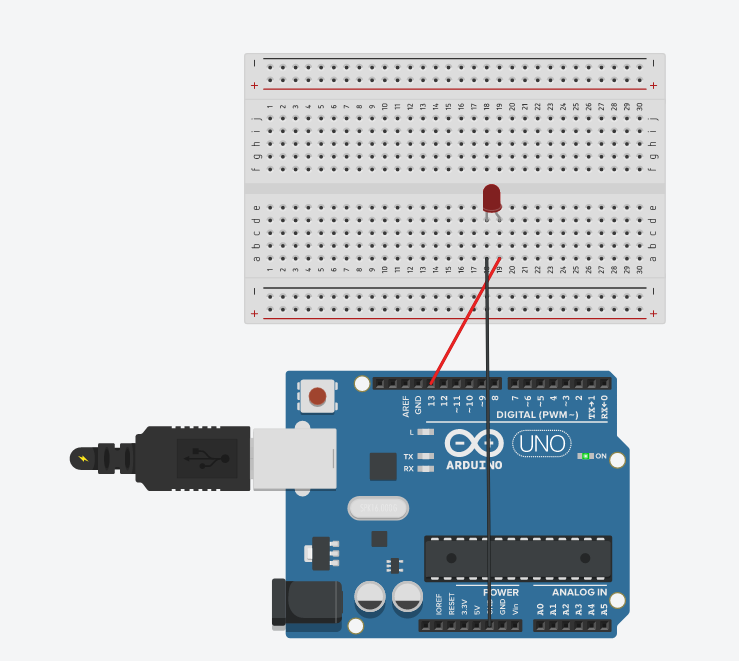 − −
+ +
1 2 3 4 5 6 7 8 9 10 11 12 13 14 15 16 17 18 19 20 21 22 23 24 25 26 27 28 29 30
j j
i i
h h
g g
f f
e e
d d
c c
b b
a a
1 2 3 4 5 6 7 8 9 10 11 12 13 14 15 16 17 19 20 21 22 23 24 25 26 27 28 29 30
− −
+ +
AREF GND 13 12 ~11 ~10 ~9 8 7 ~6 ~5 4 ~3 2 TX→1 RX←0
DIGITAL (PWM~)
L
TX
RX
ARDUINO
UNO
ON
POWER ANALOG IN
IOREF RESET 3.3V 5V GND Vin A0 A1 A2 A3 A4 A5